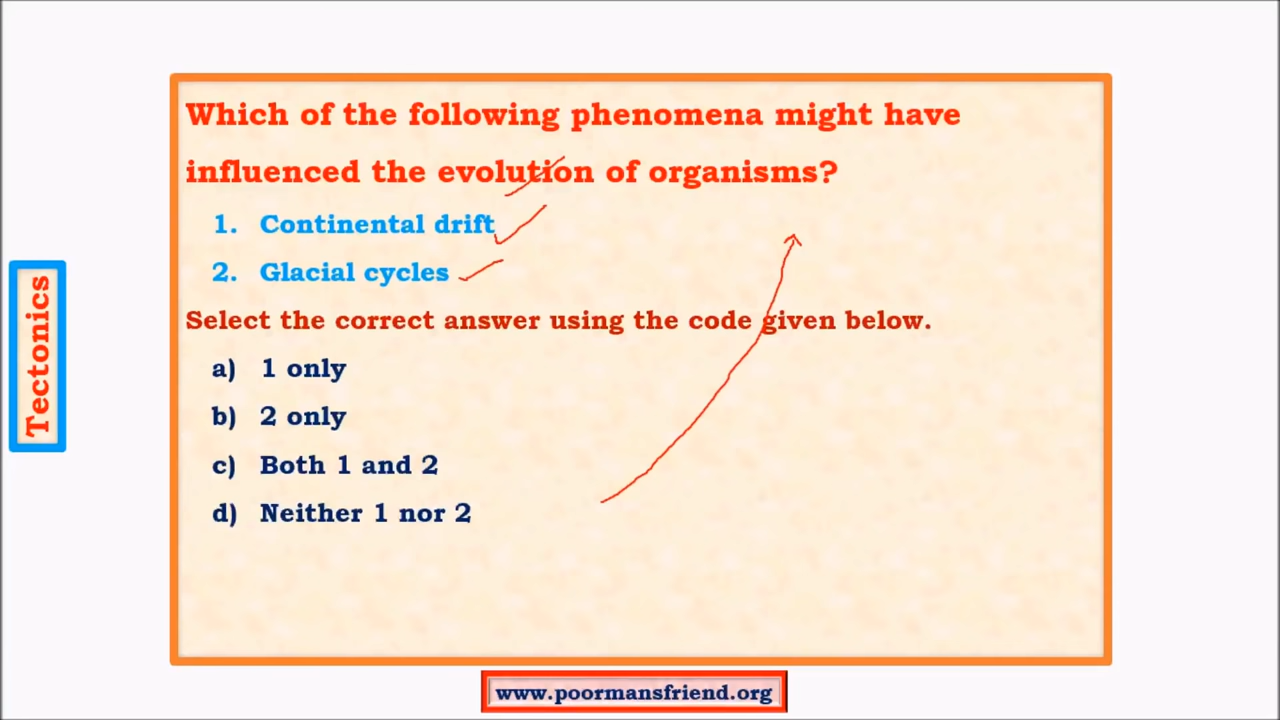 Which of the following phenomena might have
influenced the evolution of organisms?
1. Continental drift
2. Glacial cycles
Select the correct answer using the code given below.
a) 1 only
b) 2 only
c) Both 1 and 2
d) Neither 1 nor 2
Tectonics
www.poormansfriend.org